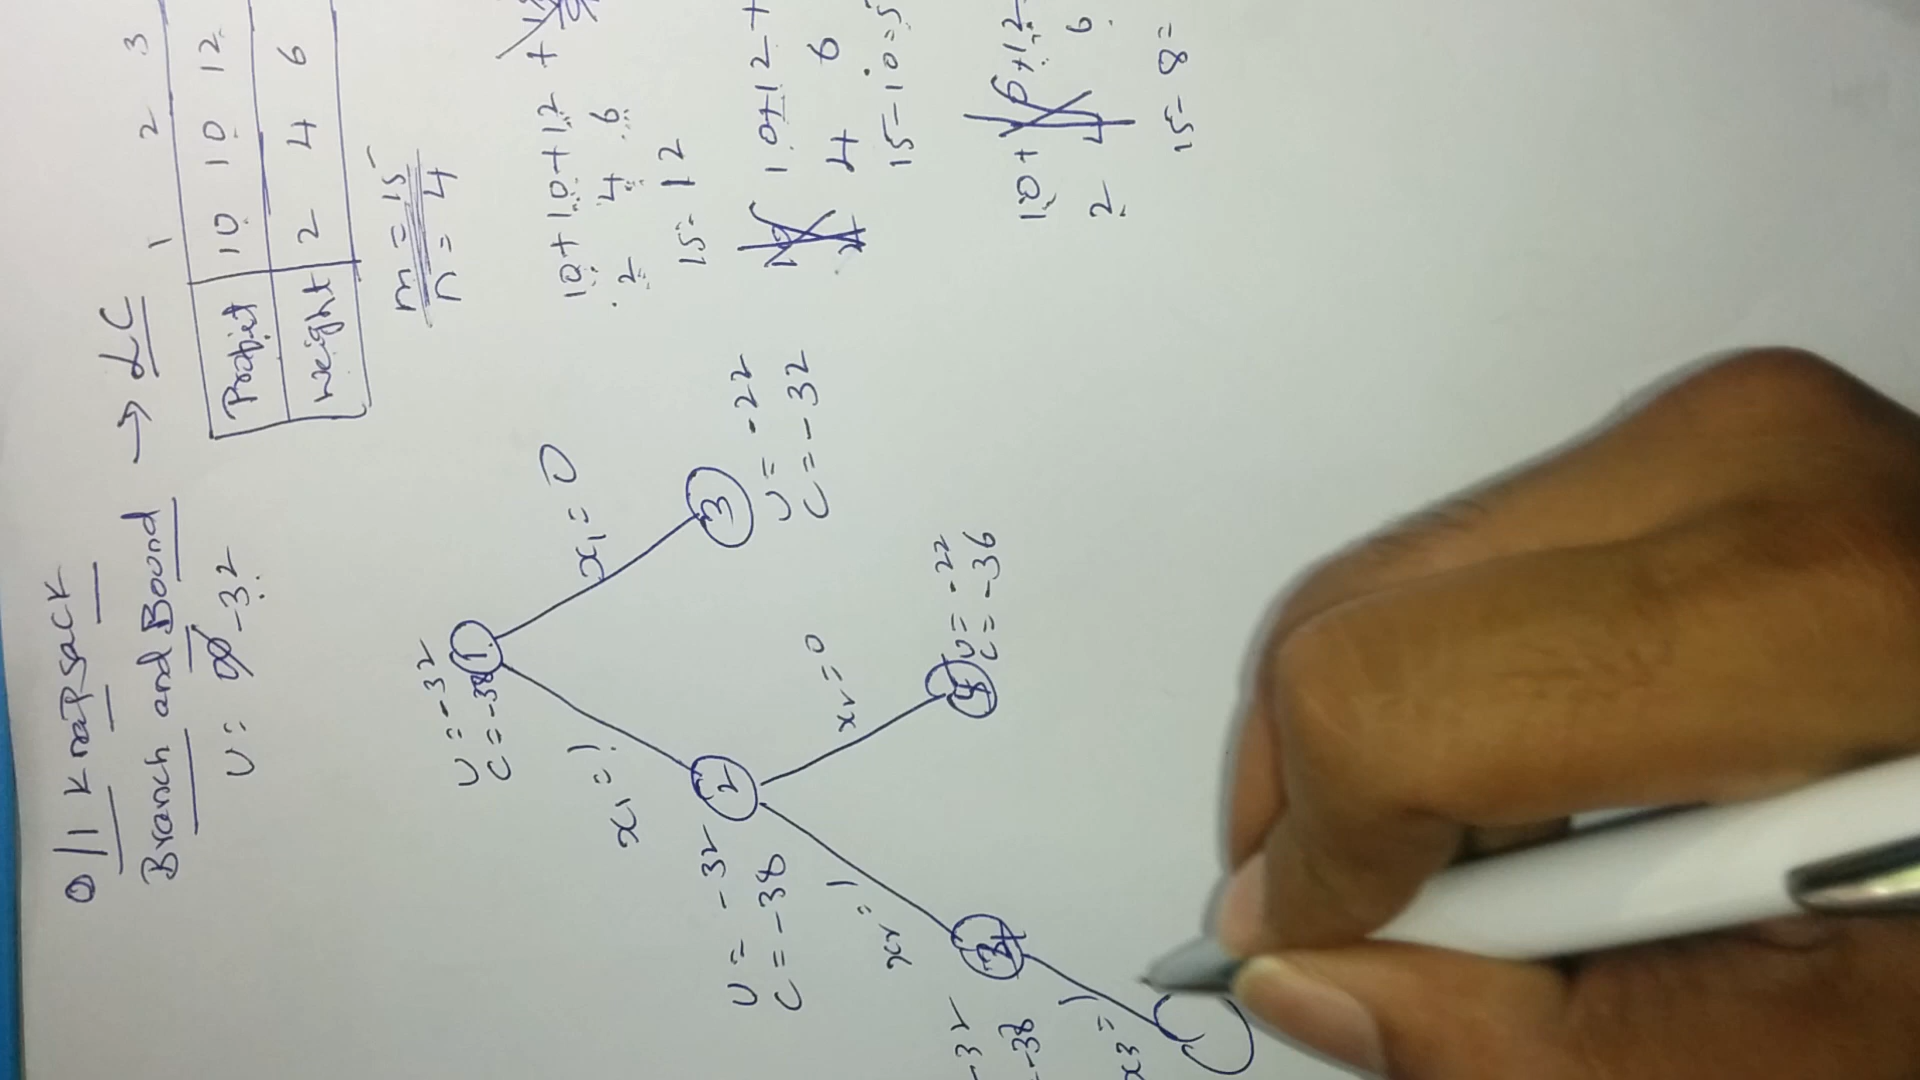 0/1 knapsack
Branch and Bound → LC
U: -32
1 2 3
Profit 10 10 12
Weight 2 4 6
m = 15
n = 4
U = -32
C = -38
1
x1 = 1
x1 = 0
10+10+12 +
2 4 6
15-12
U = -32
C = -38
2
3
U = -22
C = -32
10+12 +
4 6
15-10=5
x2 = 1
x2 = 0
U = -22
C = -36
10+ +12
2 6
15-8=
-32
-38
x3 = 1